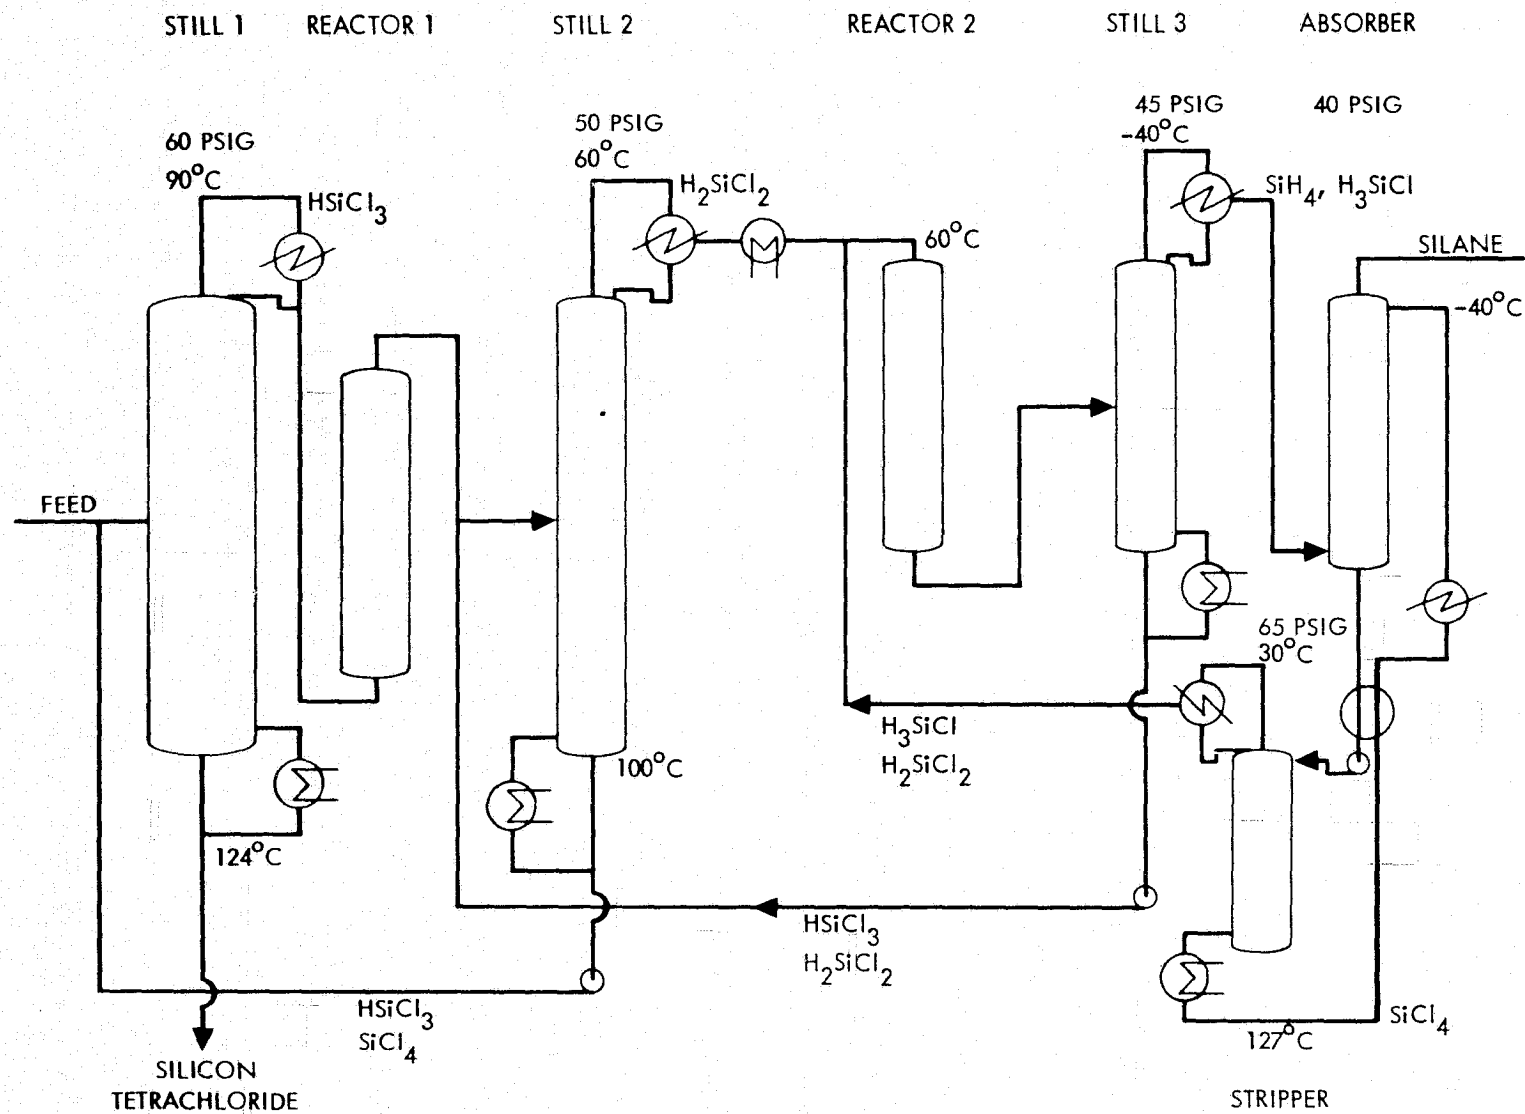 STILL 1
REACTOR 1
STILL 2
REACTOR 2
STILL 3
ABSORBER
60 PSIG
90°C
HSiCl3
50 PSIG
60°C
H2SiCl2
60°C
45 PSIG
-40°C
40 PSIG
SiH4, H3SiCl
SILANE
-40°C
FEED
65 PSIG
30°C
H3SiCl
H2SiCl2
100°C
124°C
HSiCl3
H2SiCl2
HSiCl3
SiCl4
SiCl4
127°C
SILICON
TETRACHLORIDE
STRIPPER